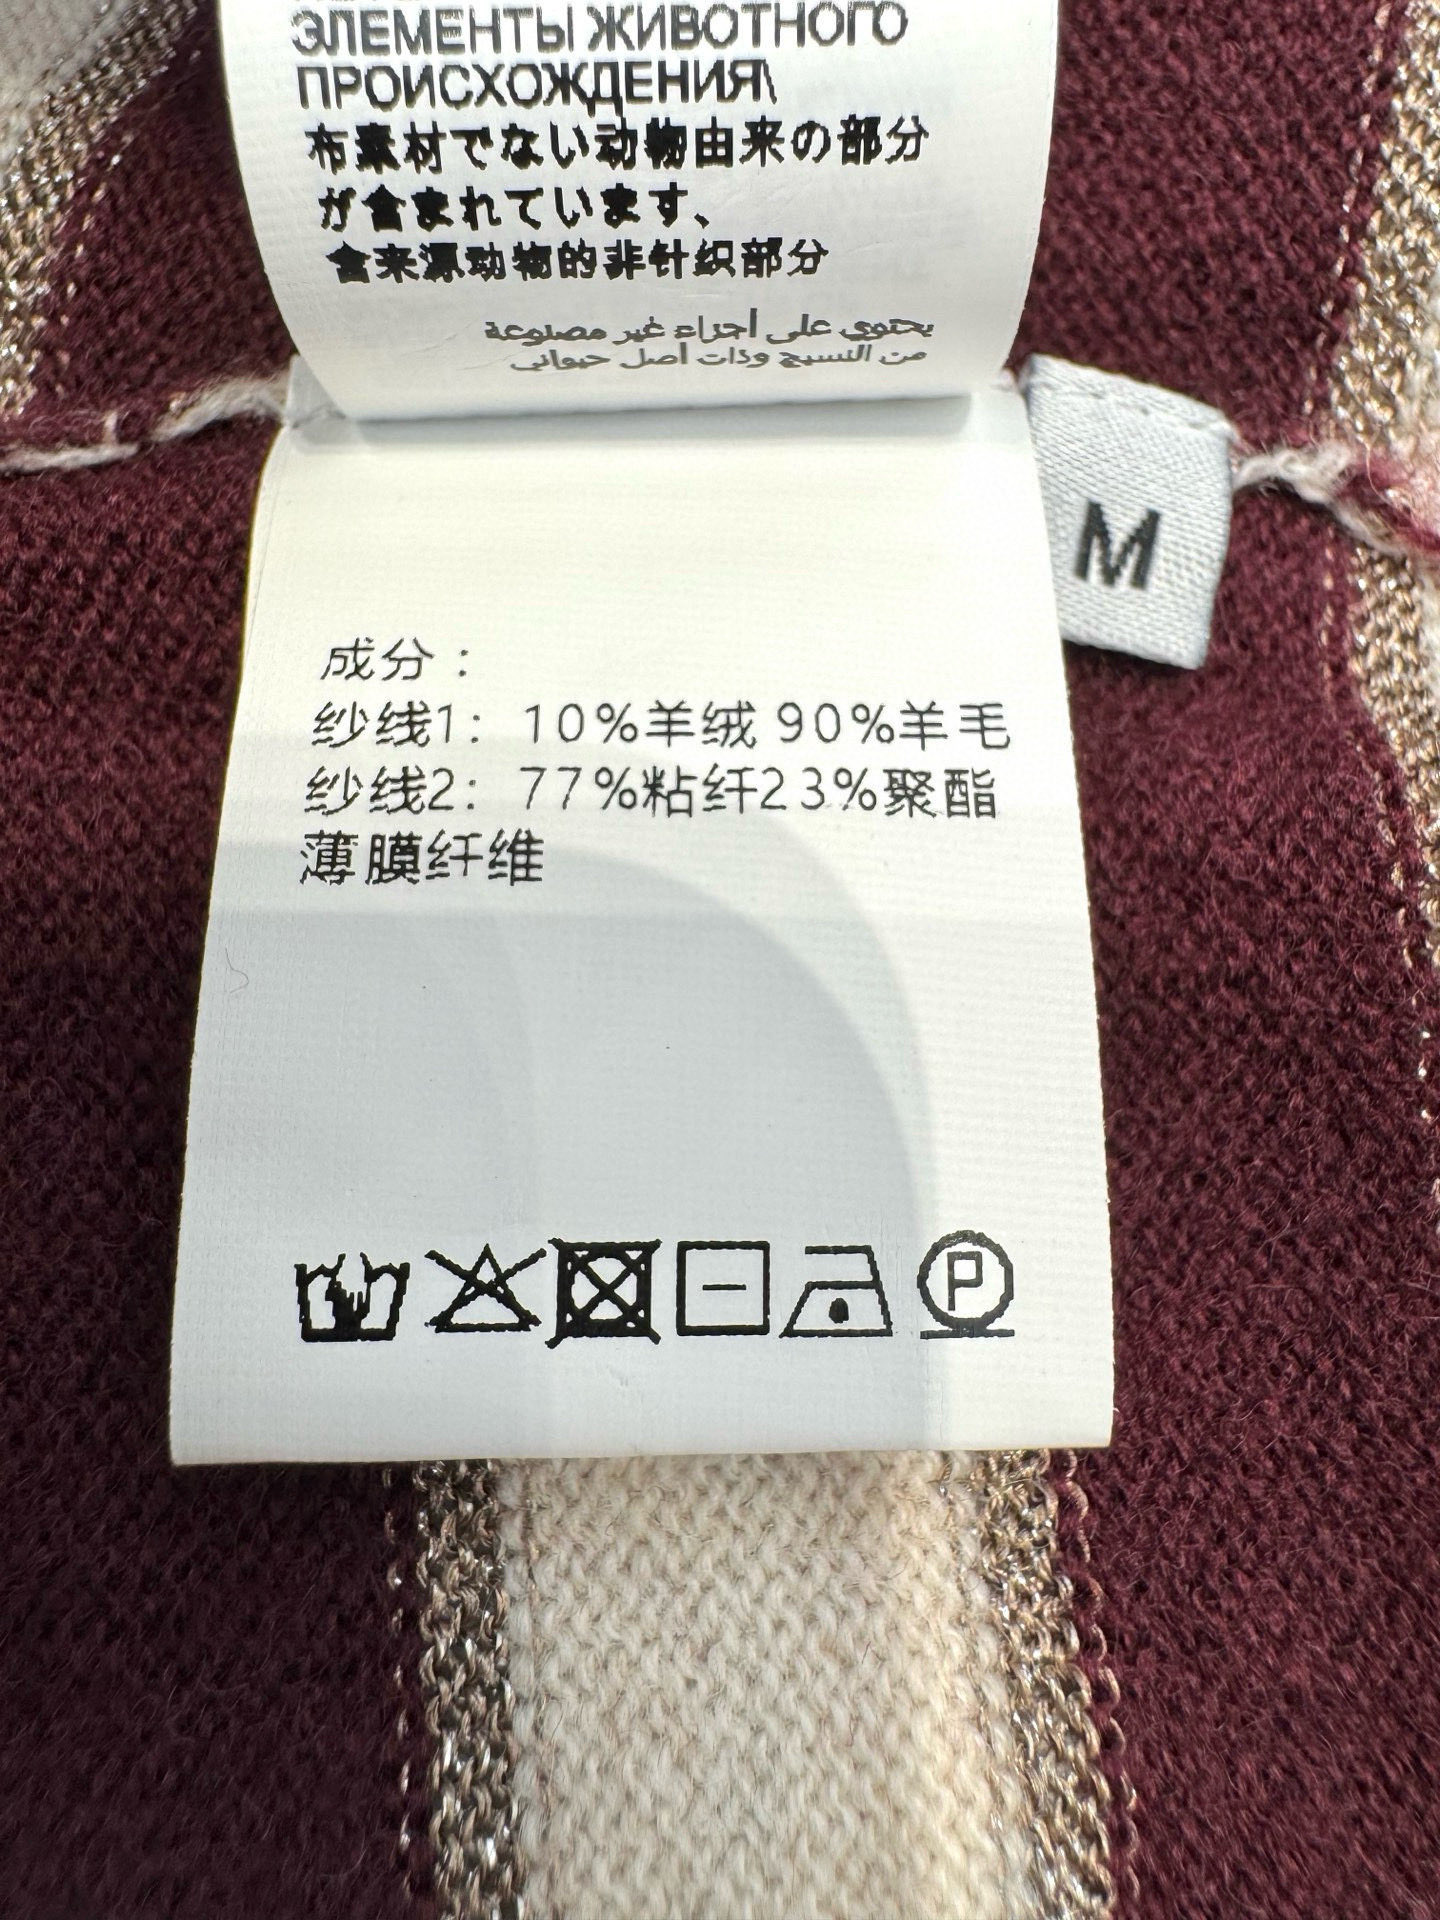 ЭЛЕМЕНТЫ ЖИВОТНОГО
ПРОИСХОЖДЕНИЯ\
布素材でない动物由来の部分
が含まれています、
含来源动物的非针织部分
يحتوي على أجزاء غير مصنوعة
من النسيج وذات أصل حيواني
M
成分：
纱线1：10%羊绒 90%羊毛
纱线2：77%粘纤23%聚酯
薄膜纤维
P